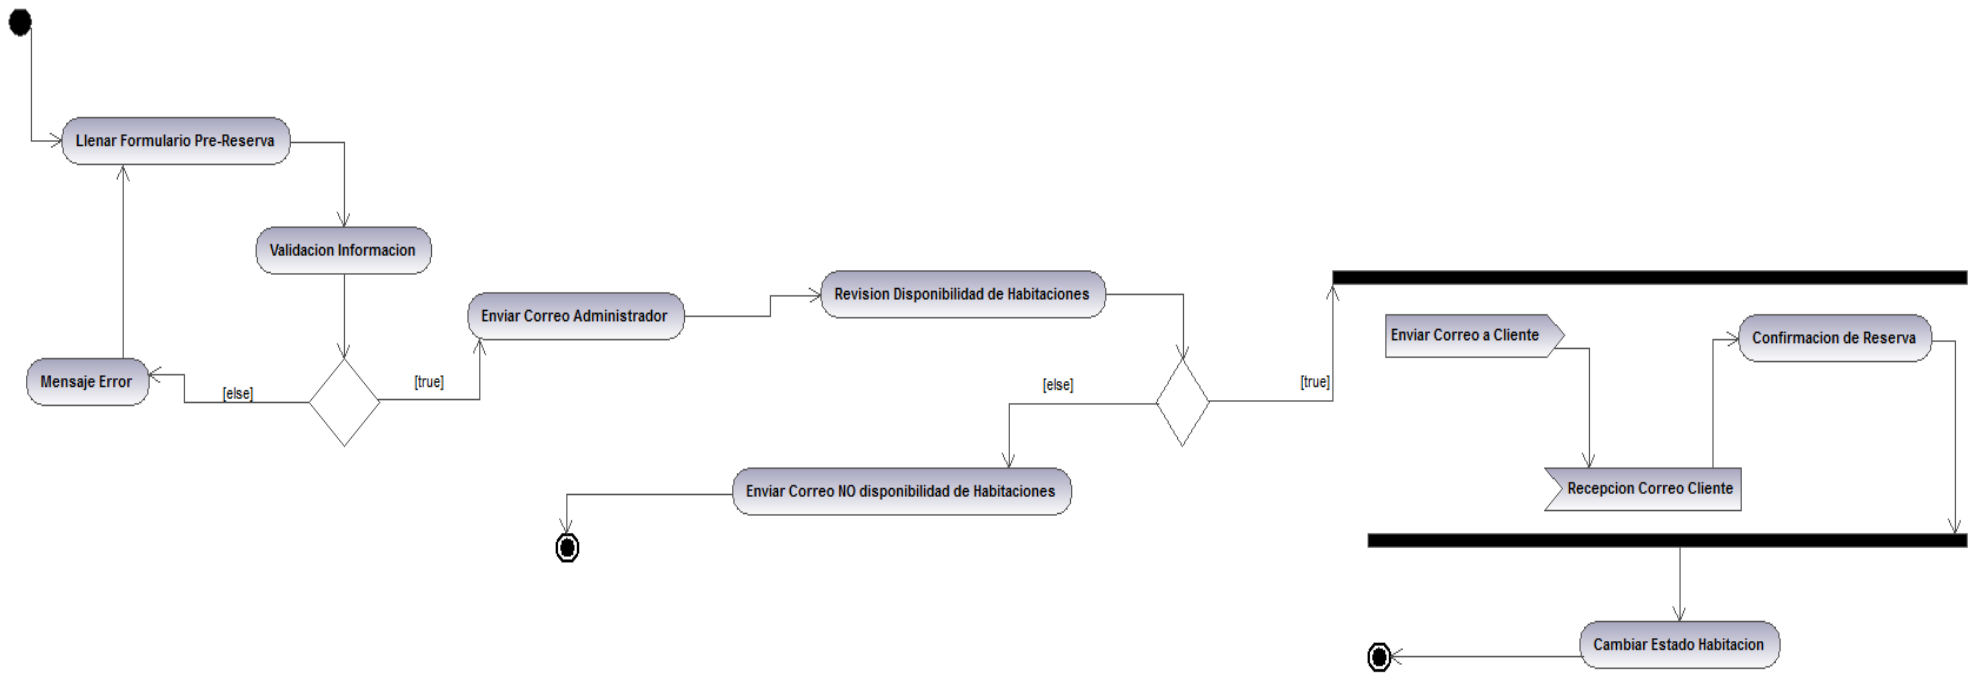 Llenar Formulario Pre-Reserva
Validacion Informacion
Mensaje Error
[else]
[true]
Enviar Correo Administrador
Revision Disponibilidad de Habitaciones
[else]
[true]
Enviar Correo NO disponibilidad de Habitaciones
Enviar Correo a Cliente
Confirmacion de Reserva
Recepcion Correo Cliente
Cambiar Estado Habitacion